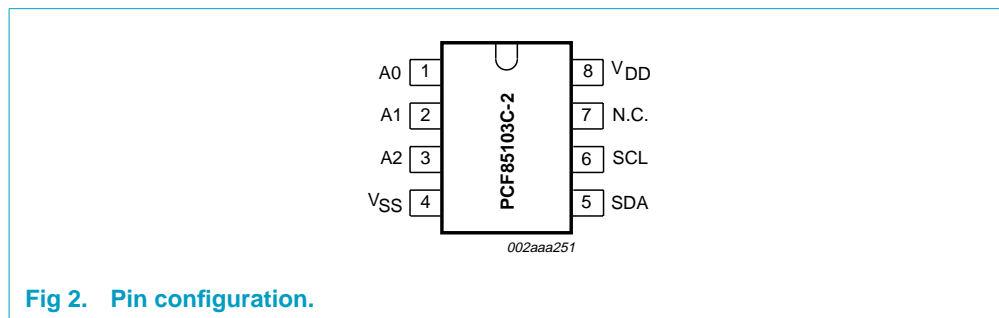 A0 1
A1 2
A2 3
VSS 4
PCF85103C-2
8 VDD
7 N.C.
6 SCL
5 SDA
002aaa251
Fig 2. Pin configuration.